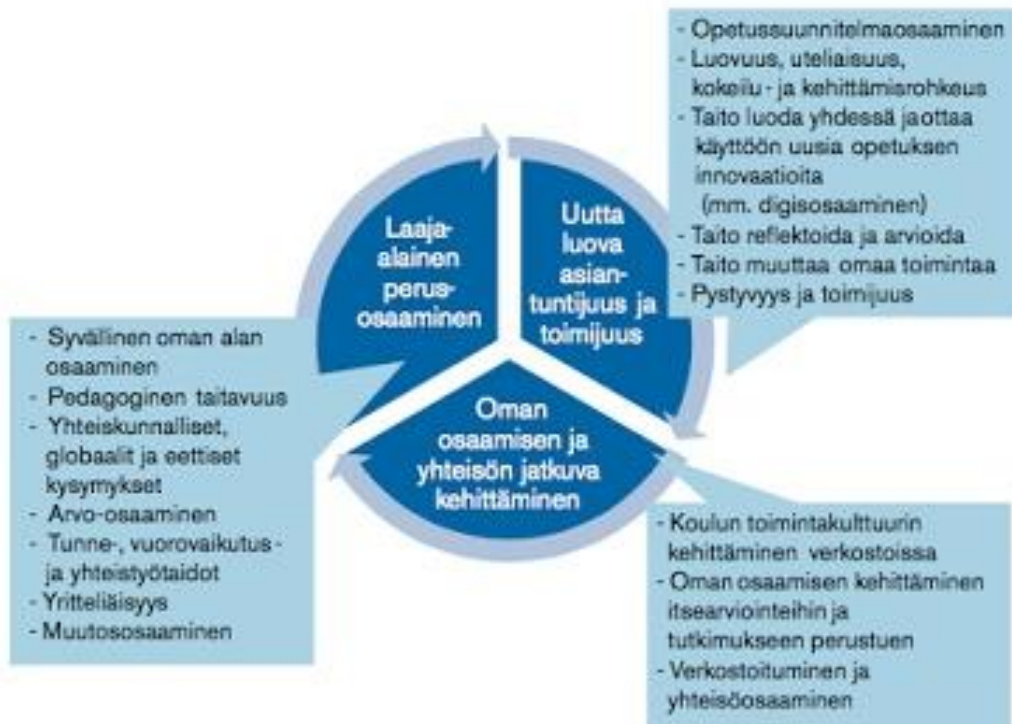 Laaja-
alainen
perus-
osaaminen
- Syvällinen oman alan
osaaminen
- Pedagoginen taitavuus
- Yhteiskunnalliset,
globaalit ja eettiset
kysymykset
- Arvo-osaaminen
- Tunne-, vuorovaikutus-
ja yhteistyötaidot
- Yritteliäisyys
- Muutososaaminen
Uutta
luova
asian-
tuntijuus ja
toimijuus
- Opetussuunnitelmaosaaminen
- Luovuus, uteliaisuus,
kokeilu- ja kehittämisrohkeus
- Taito luoda yhdessä jaottaa
käyttöön uusia opetuksen
innovaatioita
(mm. digisosaaminen)
- Taito reflektoida ja arvioida
- Taito muuttaa omaa toimintaa
- Pystyvyys ja toimijuus
Oman
osaamisen ja
yhteisön jatkuva
kehittäminen
- Koulun toimintakulttuurin
kehittäminen verkostoissa
- Oman osaamisen kehittäminen
itsearviointeihin ja
tutkimukseen perustuen
- Verkostoituminen ja
yhteisöosaaminen